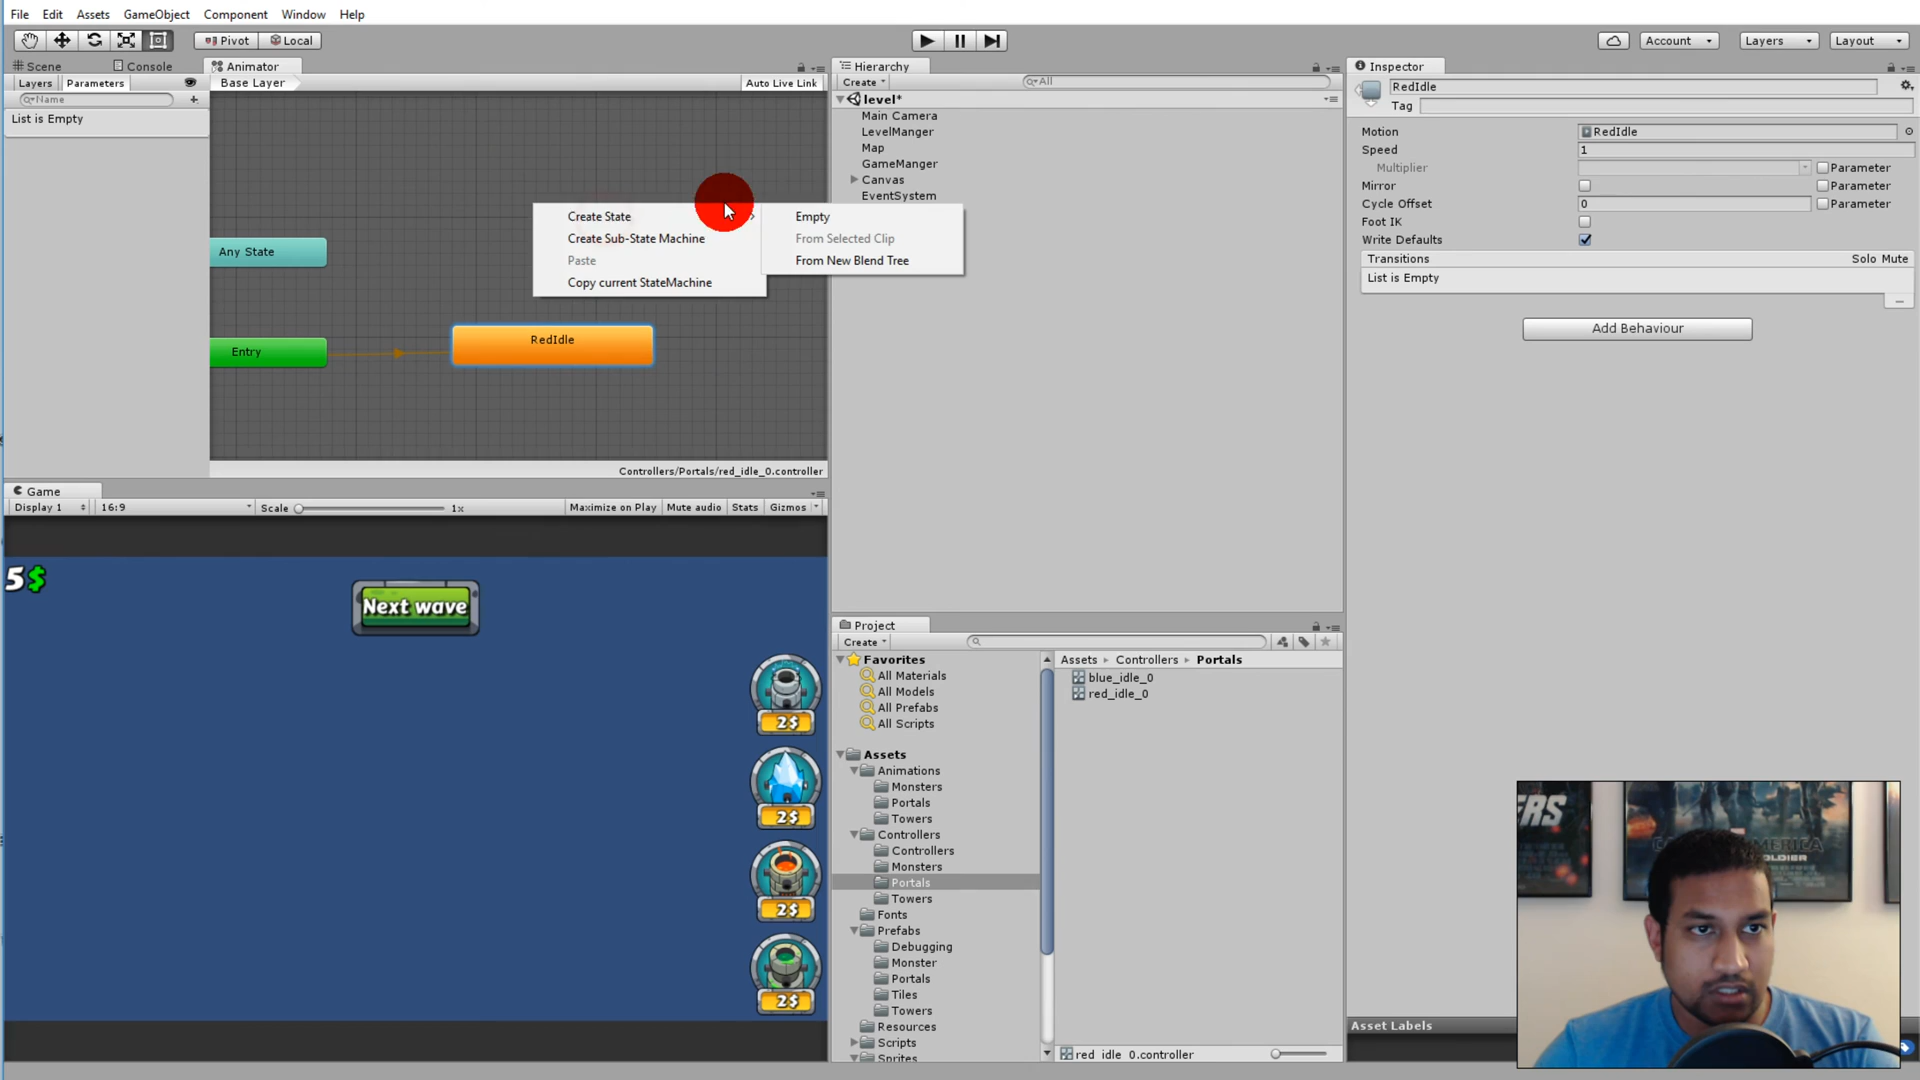 File Edit Assets GameObject Component Window Help
Pivot Local Account Layers Layout
Scene Console Animator
Layers Parameters Base Layer Auto Live Link
Name
List is Empty
Any State
Entry
RedIdle
Create State
Create Sub-State Machine
Paste
Copy current StateMachine
Empty
From Selected Clip
From New Blend Tree
Controllers/Portals/red_idle_0.controller
Game
Display 1 16:9 Scale 1x Maximize on Play Mute audio Stats Gizmos
5$
Next wave
2$
2$
2$
2$
Hierarchy
Create All
level*
Main Camera
LevelManger
Map
GameManger
Canvas
EventSystem
Project
Create
Favorites
All Materials
All Models
All Prefabs
All Scripts
Assets
Animations
Monsters
Portals
Towers
Controllers
Controllers
Monsters
Portals
Towers
Fonts
Prefabs
Debugging
Monster
Portals
Tiles
Towers
Resources
Scripts
Sprites
Assets Controllers Portals
blue_idle_0
red_idle_0
red_idle_0.controller
Inspector
RedIdle
Tag
Motion RedIdle
Speed 1
Multiplier Parameter
Mirror Parameter
Cycle Offset 0 Parameter
Foot IK
Write Defaults
Transitions Solo Mute
List is Empty
Add Behaviour
Asset Labels
ERS